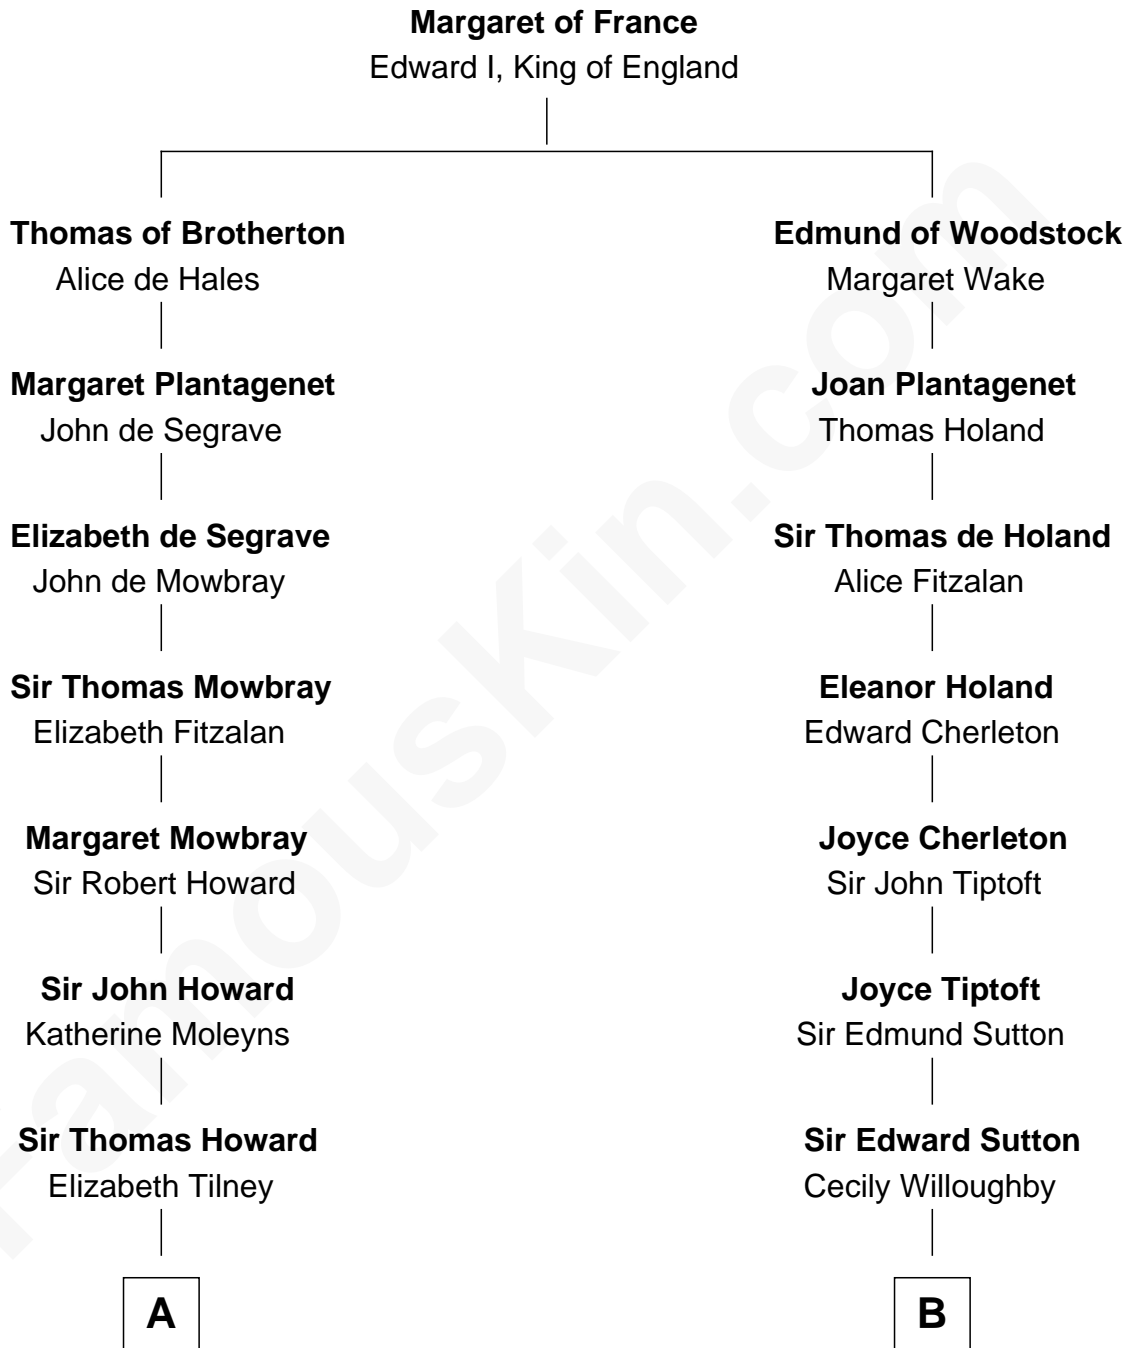 Margaret of France
Edward I, King of England
Thomas of Brotherton
Alice de Hales
Edmund of Woodstock
Margaret Wake
Margaret Plantagenet
John de Segrave
Joan Plantagenet
Thomas Holand
Elizabeth de Segrave
John de Mowbray
Sir Thomas de Holand
Alice Fitzalan
Sir Thomas Mowbray
Elizabeth Fitzalan
Eleanor Holand
Edward Cherleton
Margaret Mowbray
Sir Robert Howard
Joyce Cherleton
Sir John Tiptoft
Sir John Howard
Katherine Moleyns
Joyce Tiptoft
Sir Edmund Sutton
Sir Thomas Howard
Elizabeth Tilney
Sir Edward Sutton
Cecily Willoughby
A
B
FamousKin.com